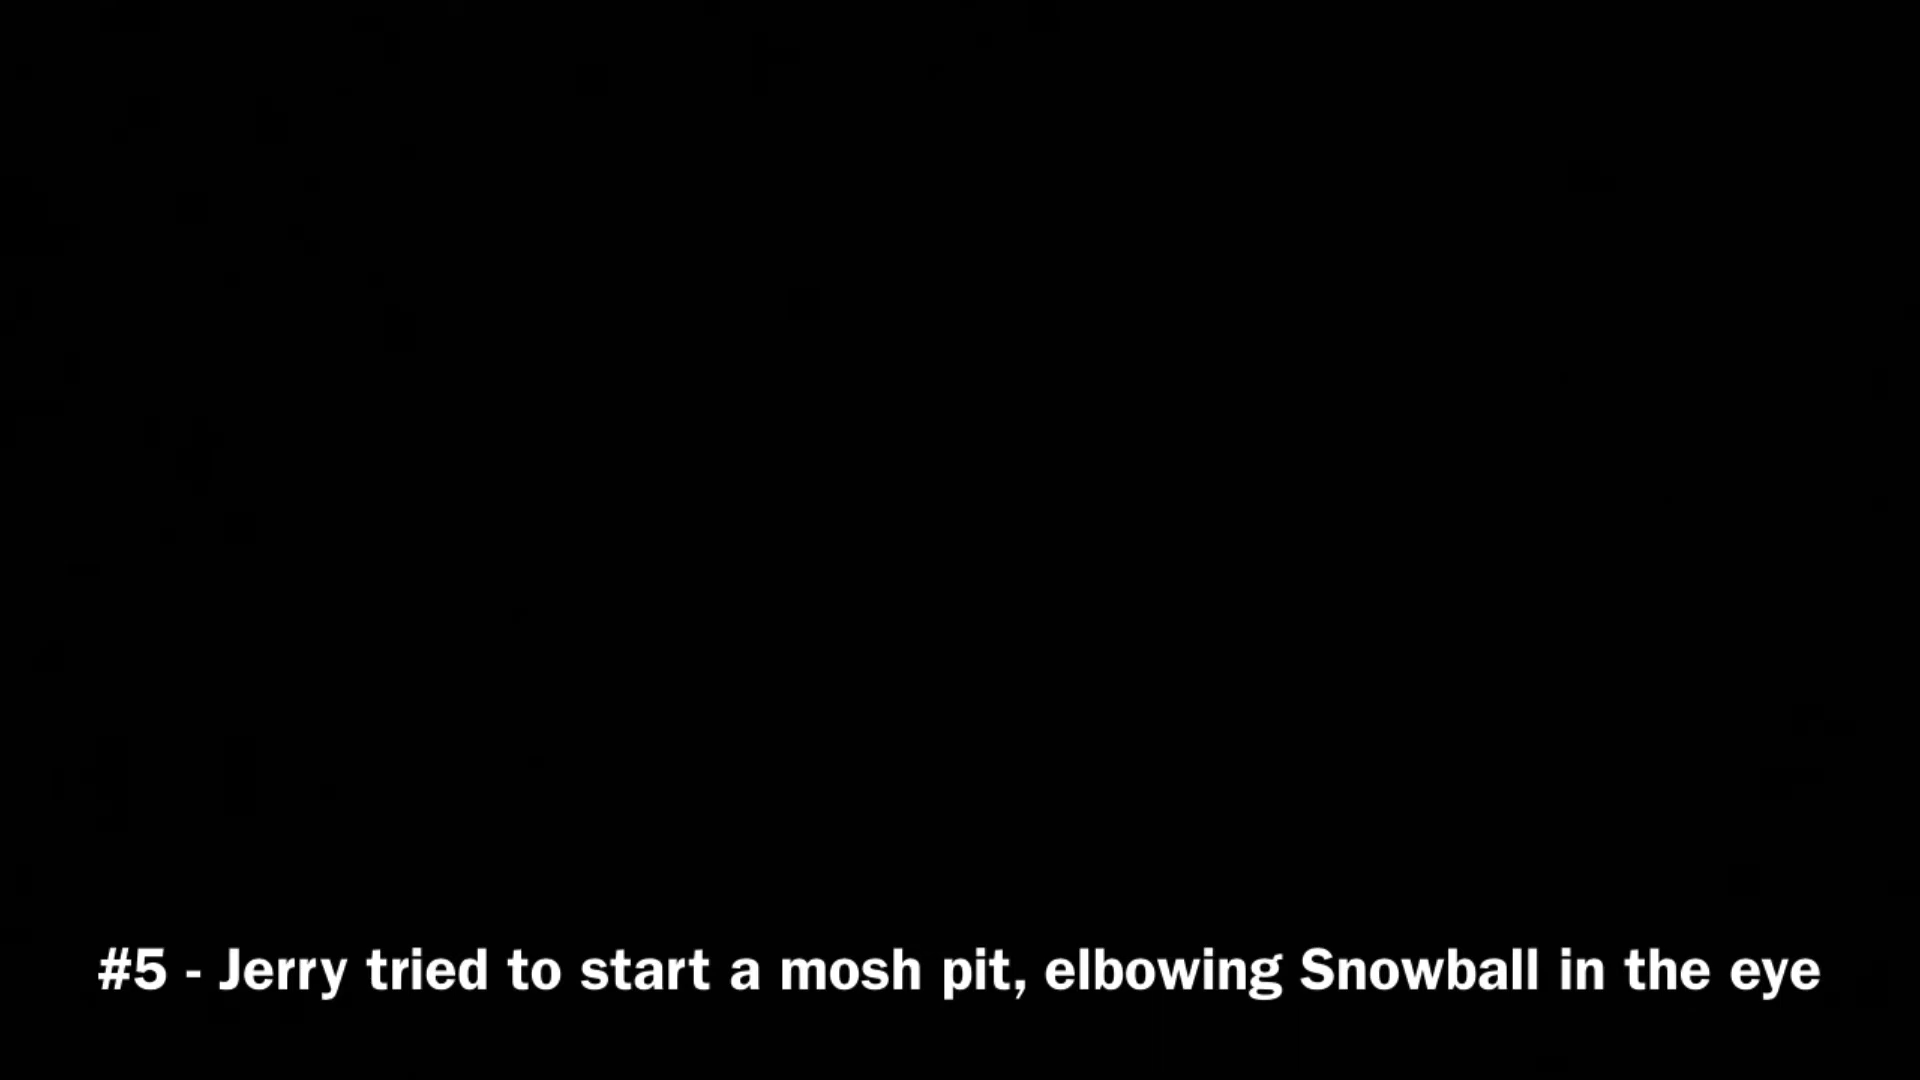 #5 - Jerry tried to start a mosh pit, elbowing Snowball in the eye